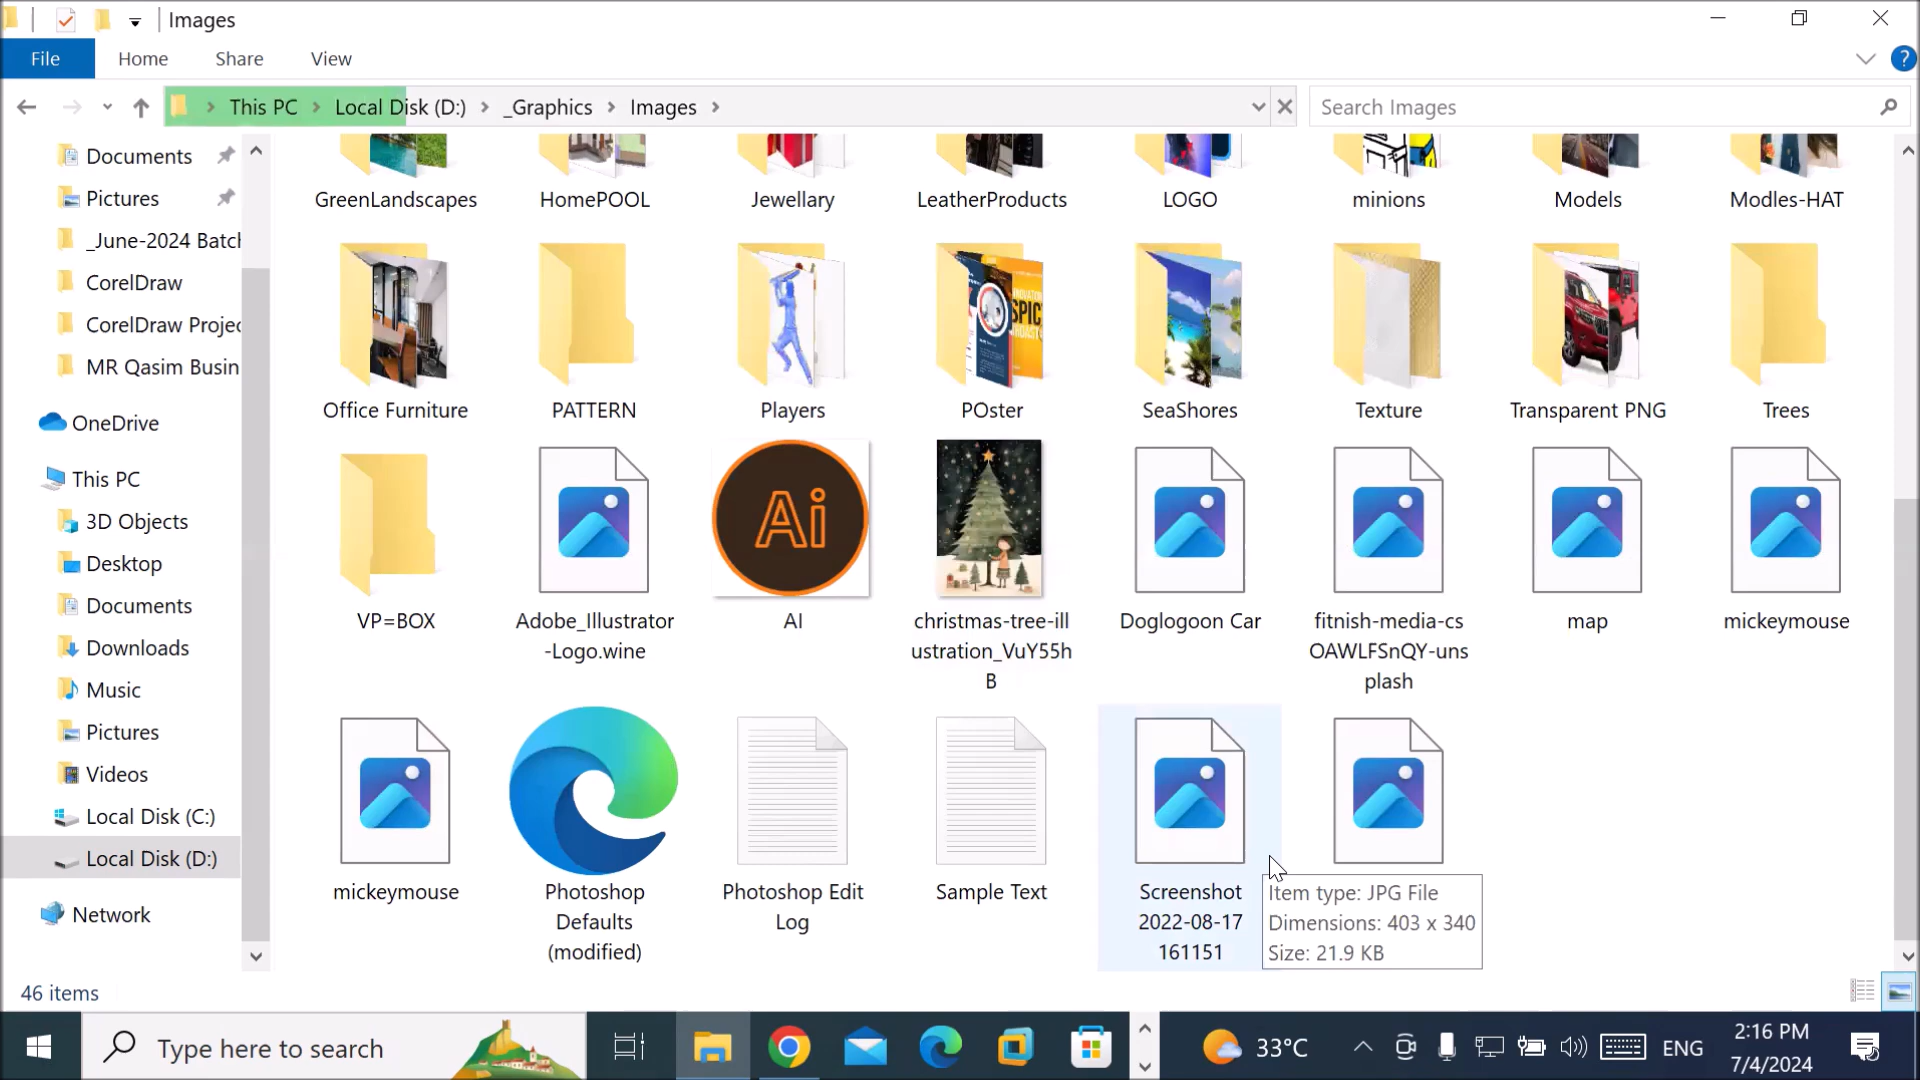 Images
File
Home
Share
View
This PC
Local Disk (D:)
_Graphics
Images
Search Images
Documents
Pictures
_June-2024 Batch
CorelDraw
CorelDraw Projec
MR Qasim Busin
OneDrive
This PC
3D Objects
Desktop
Documents
Downloads
Music
Pictures
Videos
Local Disk (C:)
Local Disk (D:)
Network
GreenLandscapes
HomePOOL
Jewellary
LeatherProducts
LOGO
minions
Models
Modles-HAT
Office Furniture
PATTERN
Players
POster
SeaShores
Texture
Transparent PNG
Trees
VP=BOX
Adobe_Illustrator
-Logo.wine
Ai
AI
christmas-tree-ill
ustration_VuY55h
B
Doglogoon Car
fitnish-media-cs
OAWLFSnQY-uns
plash
map
mickeymouse
mickeymouse
Photoshop
Defaults
(modified)
Photoshop Edit
Log
Sample Text
Screenshot
2022-08-17
161151
Item type: JPG File
Dimensions: 403 x 340
Size: 21.9 KB
46 items
Type here to search
33°C
ENG
2:16 PM
7/4/2024